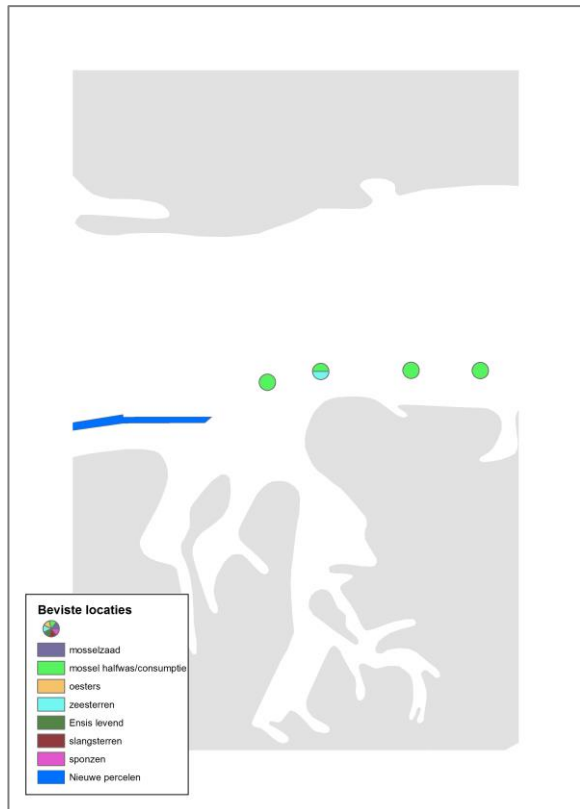 Beviste locaties
mosselzaad
mossel halfwas/consumptie
oesters
zeesterren
Ensis levend
slangsterren
sponzen
Nieuwe percelen